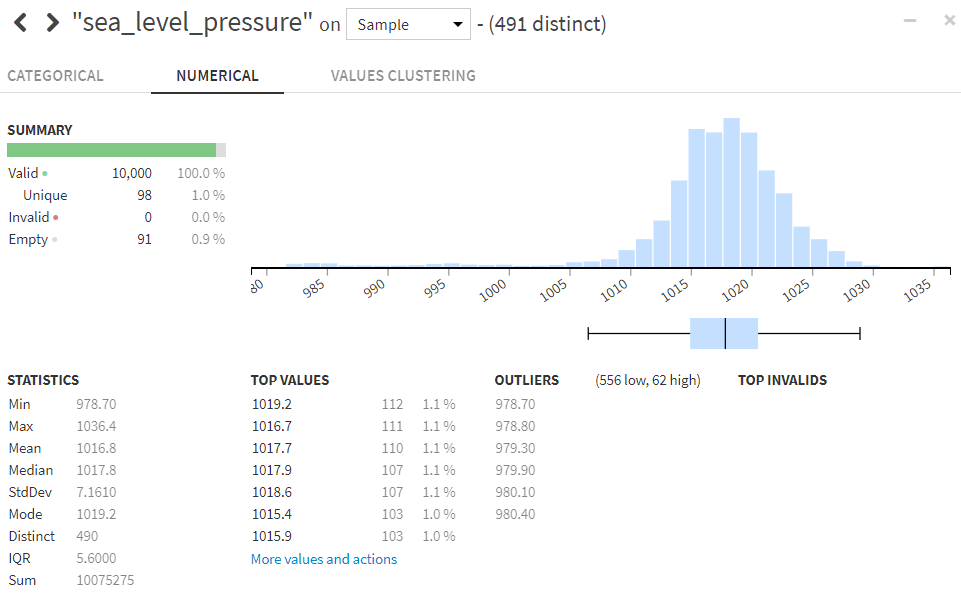 "sea_level_pressure" on Sample - (491 distinct)
CATEGORICAL NUMERICAL VALUES CLUSTERING
SUMMARY
Valid 10,000 100.0 %
Unique 98 1.0 %
Invalid 0 0.0 %
Empty 91 0.9 %
80 985 990 995 1000 1005 1010 1015 1020 1025 1030 1035
STATISTICS
Min 978.70
Max 1036.4
Mean 1016.8
Median 1017.8
StdDev 7.1610
Mode 1019.2
Distinct 490
IQR 5.6000
Sum 10075275
TOP VALUES
1019.2 112 1.1 %
1016.7 111 1.1 %
1017.7 110 1.1 %
1017.9 107 1.1 %
1018.6 107 1.1 %
1015.4 103 1.0 %
1015.9 103 1.0 %
More values and actions
OUTLIERS (556 low, 62 high)
978.70
978.80
979.30
979.90
980.10
980.40
TOP INVALIDS